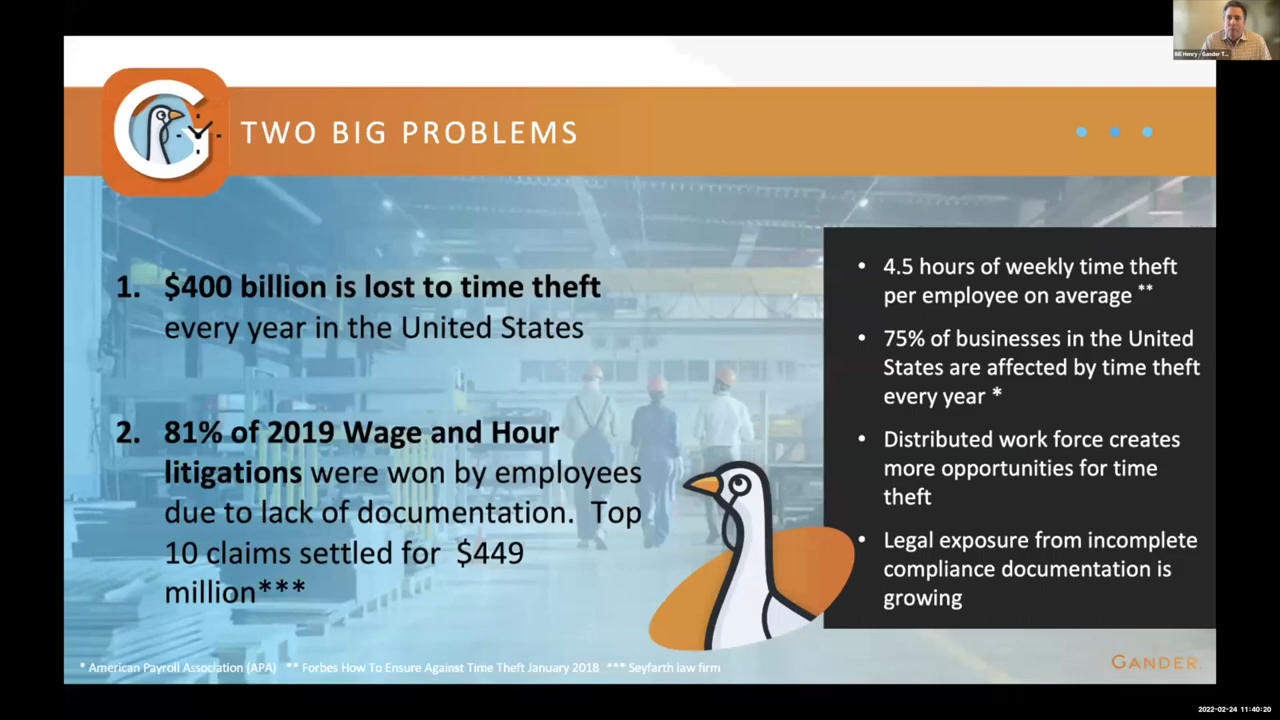 Bill Henry / Gander T...
TWO BIG PROBLEMS
1. $400 billion is lost to time theft
every year in the United States
2. 81% of 2019 Wage and Hour
litigations were won by employees
due to lack of documentation. Top
10 claims settled for $449
million***
• 4.5 hours of weekly time theft
per employee on average **
• 75% of businesses in the United
States are affected by time theft
every year *
• Distributed work force creates
more opportunities for time
theft
• Legal exposure from incomplete
compliance documentation is
growing
* American Payroll Association (APA) ** Forbes How To Ensure Against Time Theft January 2018 *** Seyfarth law firm
GANDER
2022-02-24 11:40:20